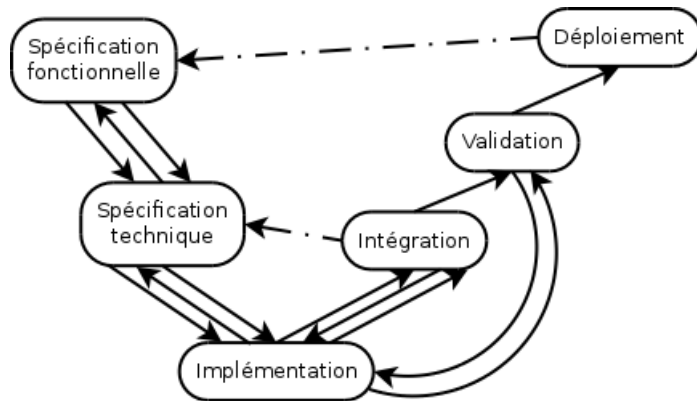 Spécification
fonctionnelle
Déploiement
Validation
Spécification
technique
Intégration
Implémentation